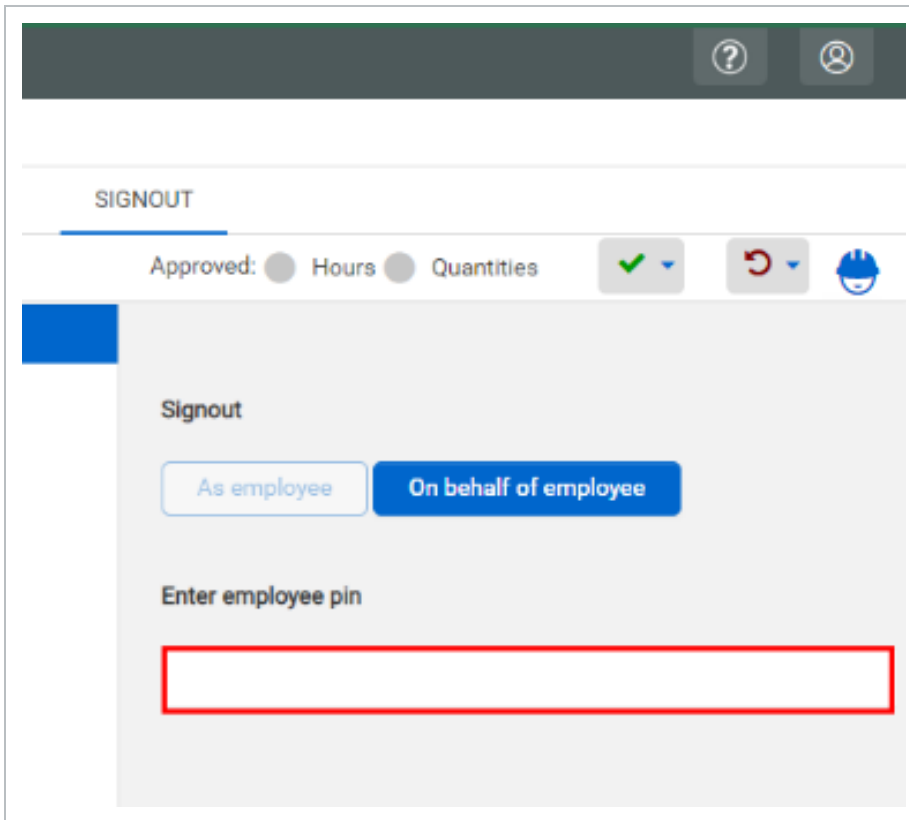 SIGNOUT
Approved: Hours Quantities
Signout
As employee On behalf of employee
Enter employee pin